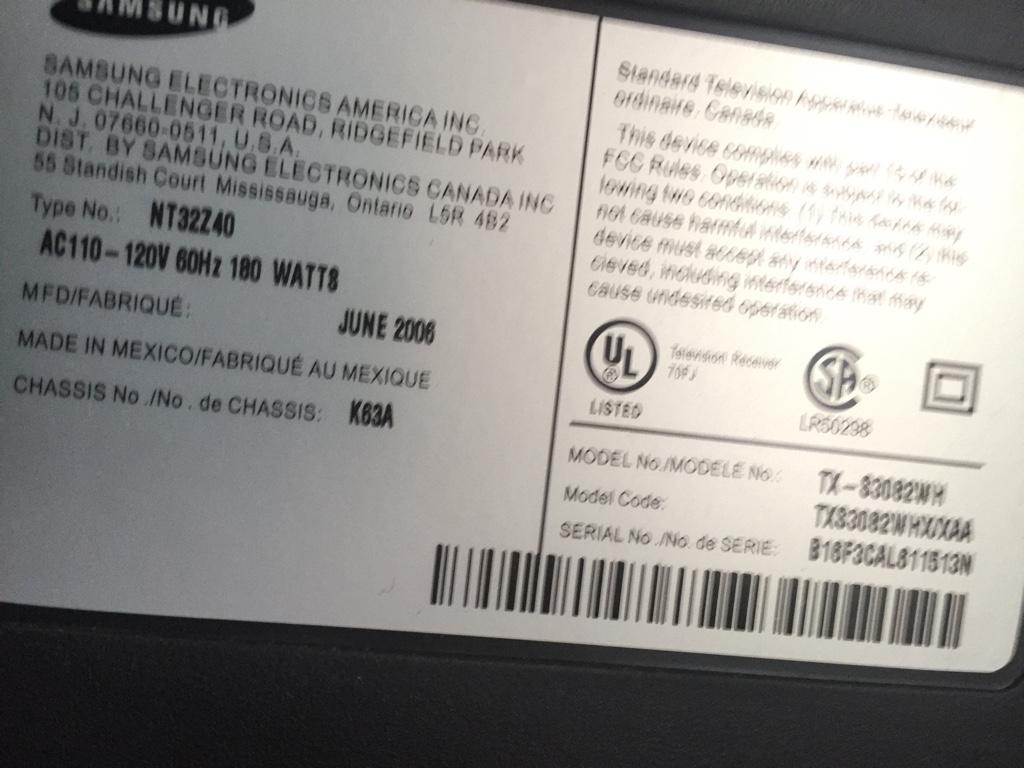 SAMSUNG
SAMSUNG ELECTRONICS AMERICA INC.
105 CHALLENGER ROAD, RIDGEFIELD PARK
N. J. 07660-0511, U.S.A.
DIST. BY SAMSUNG ELECTRONICS CANADA INC
55 Standish Court Mississauga, Ontario L5R 4B2
Type No.: NT32Z40
AC110-120V 60Hz 180 WATTS
MFD/FABRIQUÉ: JUNE 2006
MADE IN MEXICO/FABRIQUÉ AU MEXIQUE
CHASSIS No./No. de CHASSIS: K63A
Standard Television Apparatus-Televiseur
ordinaire, Canada
This device complies with part 15 of the
FCC Rules. Operation is subject to the fol-
lowing two conditions. (1) This device may
not cause harmful interference, and (2) this
device must accept any interference re-
cieved, including interference that may
cause undesired operation.
UL ®
LISTED
Television Receiver
SA ®
LR50298
MODEL No./MODELE No.: TX-S3082WH
Model Code: TXS3082WHX/XAA
SERIAL No./No. de SERIE: B16F3CAL611513N